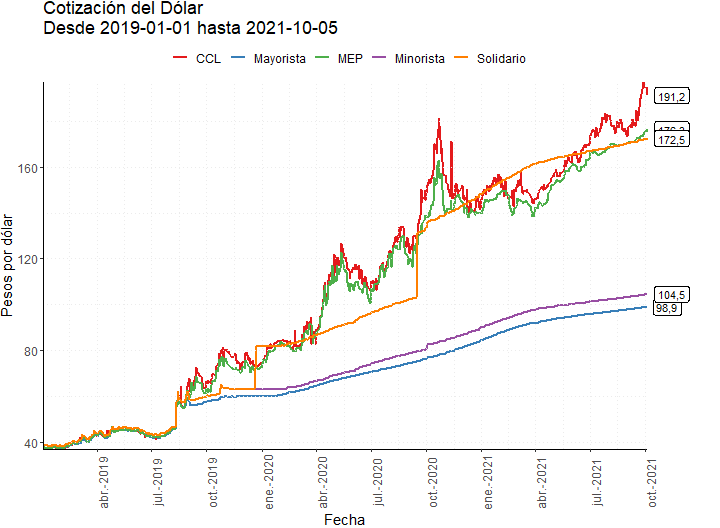 Cotización del Dólar
Desde 2019-01-01 hasta 2021-10-05
CCL Mayorista MEP Minorista Solidario
Pesos por dólar
160
120
80
40
191,2
172,5
104,5
98,9
abr.-2019
jul.-2019
oct.-2019
ene.-2020
abr.-2020
jul.-2020
oct.-2020
ene.-2021
abr.-2021
jul.-2021
oct.-2021
Fecha